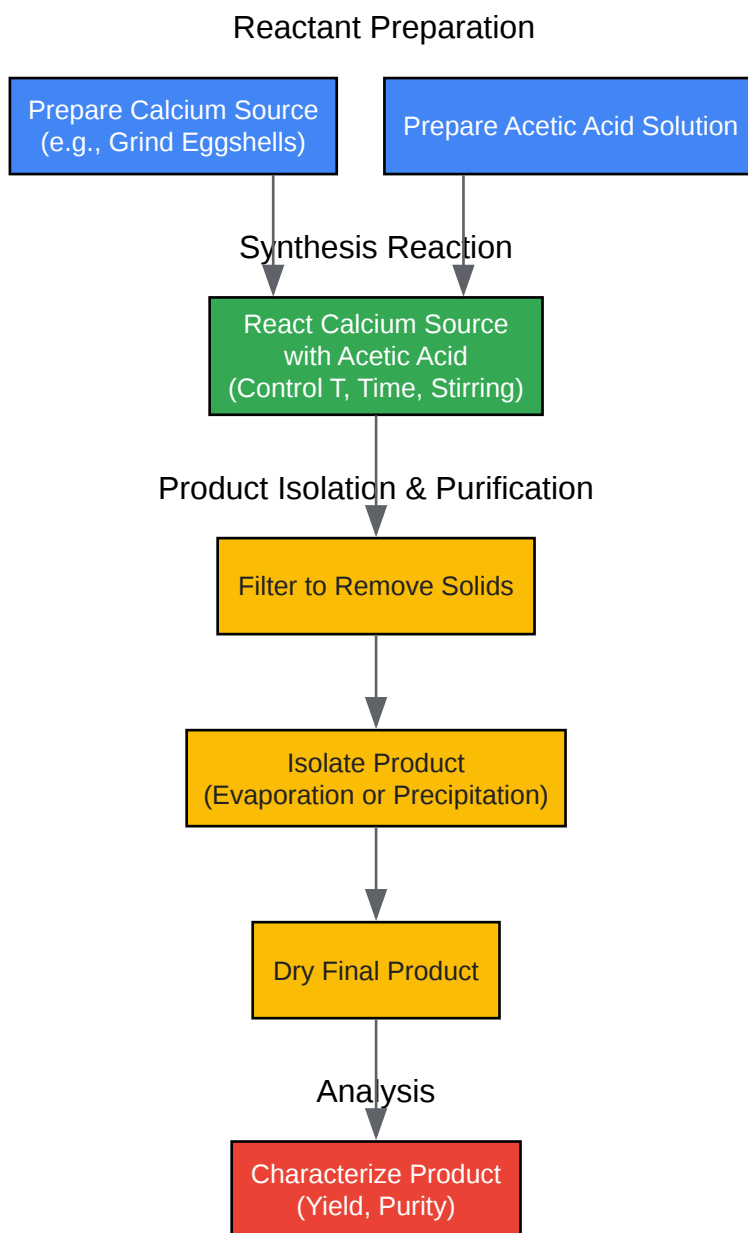 Reactant Preparation
Prepare Calcium Source
(e.g., Grind Eggshells)
Prepare Acetic Acid Solution
Synthesis Reaction
React Calcium Source
with Acetic Acid
(Control T, Time, Stirring)
Product Isolation & Purification
Filter to Remove Solids
Isolate Product
(Evaporation or Precipitation)
Dry Final Product
Analysis
Characterize Product
(Yield, Purity)